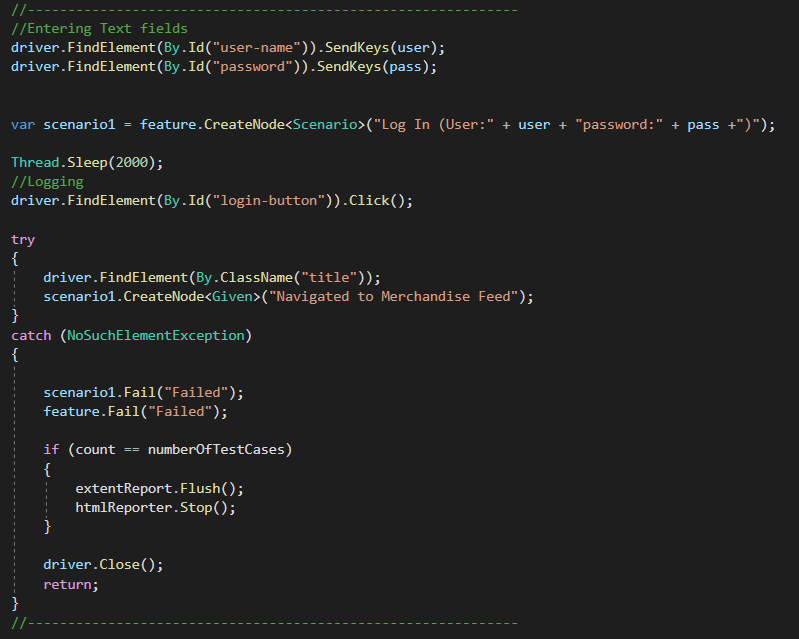 //-------------------------------------------------------------
//Entering Text fields
driver.FindElement(By.Id("user-name")).SendKeys(user);
driver.FindElement(By.Id("password")).SendKeys(pass);
var scenario1 = feature.CreateNode<Scenario>("Log In (User:" + user + "password:" + pass +")");
Thread.Sleep(2000);
//Logging
driver.FindElement(By.Id("login-button")).Click();
try
{
    driver.FindElement(By.ClassName("title"));
    scenario1.CreateNode<Given>("Navigated to Merchandise Feed");
}
catch (NoSuchElementException)
{
    scenario1.Fail("Failed");
    feature.Fail("Failed");
    if (count == numberOfTestCases)
    {
        extentReport.Flush();
        htmlReporter.Stop();
    }
    driver.Close();
    return;
}
//-------------------------------------------------------------